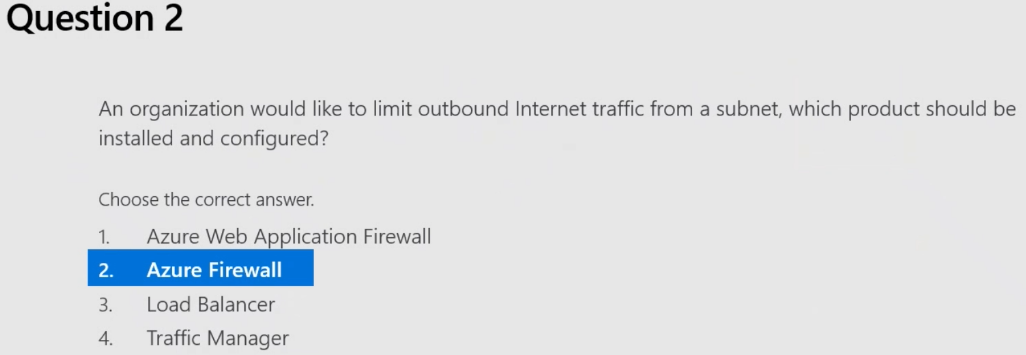 Question 2
An organization would like to limit outbound Internet traffic from a subnet, which product should be
installed and configured?
Choose the correct answer.
1. Azure Web Application Firewall
2. Azure Firewall
3. Load Balancer
4. Traffic Manager